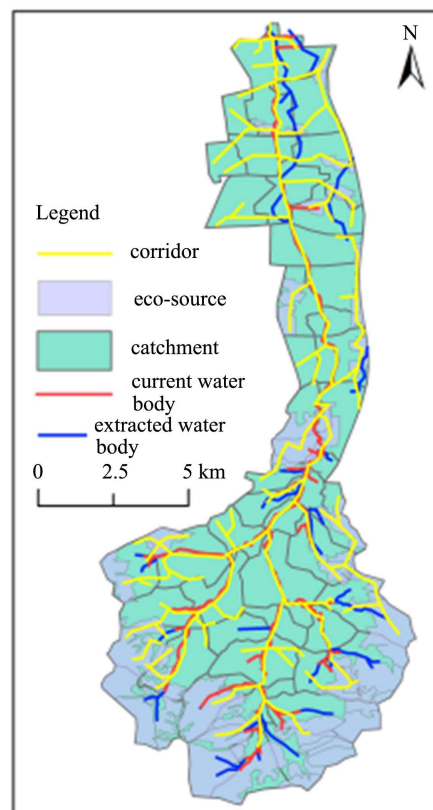 N
Legend
corridor
eco-source
catchment
current water
body
extracted water
body
0 2.5 5 km